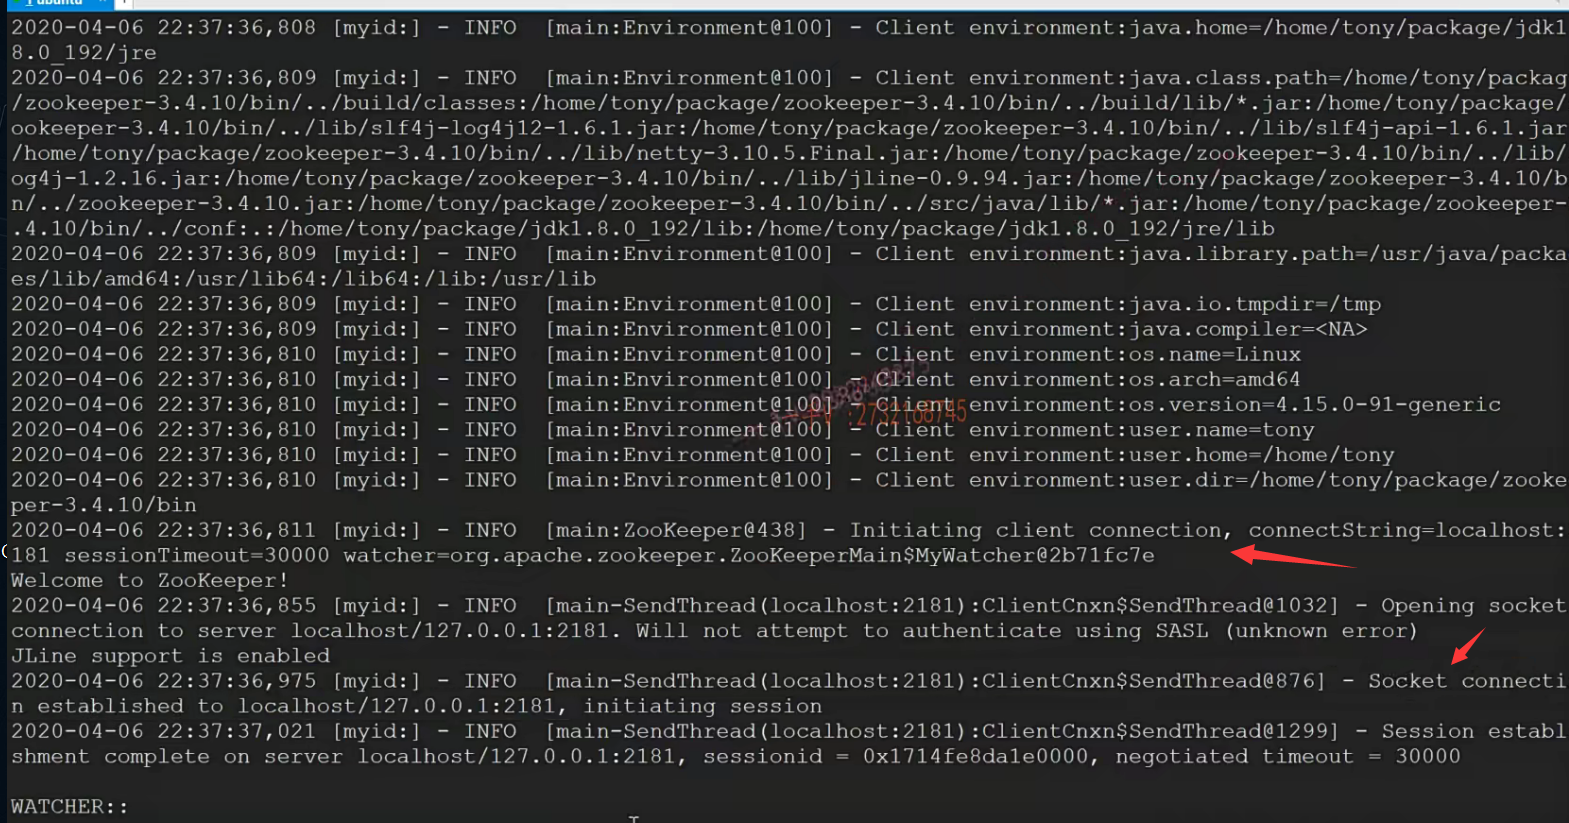 1 ubuntu
2020-04-06 22:37:36,808 [myid:] - INFO  [main:Environment@100] - Client environment:java.home=/home/tony/package/jdk1
8.0_192/jre
2020-04-06 22:37:36,809 [myid:] - INFO  [main:Environment@100] - Client environment:java.class.path=/home/tony/packag
/zookeeper-3.4.10/bin/../build/classes:/home/tony/package/zookeeper-3.4.10/bin/../build/lib/*.jar:/home/tony/package/
ookeeper-3.4.10/bin/../lib/slf4j-log4j12-1.6.1.jar:/home/tony/package/zookeeper-3.4.10/bin/../lib/slf4j-api-1.6.1.jar
/home/tony/package/zookeeper-3.4.10/bin/../lib/netty-3.10.5.Final.jar:/home/tony/package/zookeeper-3.4.10/bin/../lib/
og4j-1.2.16.jar:/home/tony/package/zookeeper-3.4.10/bin/../lib/jline-0.9.94.jar:/home/tony/package/zookeeper-3.4.10/b
n/../zookeeper-3.4.10.jar:/home/tony/package/zookeeper-3.4.10/bin/../src/java/lib/*.jar:/home/tony/package/zookeeper-
.4.10/bin/../conf:.:/home/tony/package/jdk1.8.0_192/lib:/home/tony/package/jdk1.8.0_192/jre/lib
2020-04-06 22:37:36,809 [myid:] - INFO  [main:Environment@100] - Client environment:java.library.path=/usr/java/packa
es/lib/amd64:/usr/lib64:/lib64:/lib:/usr/lib
2020-04-06 22:37:36,809 [myid:] - INFO  [main:Environment@100] - Client environment:java.io.tmpdir=/tmp
2020-04-06 22:37:36,809 [myid:] - INFO  [main:Environment@100] - Client environment:java.compiler=<NA>
2020-04-06 22:37:36,810 [myid:] - INFO  [main:Environment@100] - Client environment:os.name=Linux
2020-04-06 22:37:36,810 [myid:] - INFO  [main:Environment@100] - Client environment:os.arch=amd64
2020-04-06 22:37:36,810 [myid:] - INFO  [main:Environment@100] - Client environment:os.version=4.15.0-91-generic
2020-04-06 22:37:36,810 [myid:] - INFO  [main:Environment@100] - Client environment:user.name=tony
2020-04-06 22:37:36,810 [myid:] - INFO  [main:Environment@100] - Client environment:user.home=/home/tony
2020-04-06 22:37:36,810 [myid:] - INFO  [main:Environment@100] - Client environment:user.dir=/home/tony/package/zooke
per-3.4.10/bin
2020-04-06 22:37:36,811 [myid:] - INFO  [main:ZooKeeper@438] - Initiating client connection, connectString=localhost:
181 sessionTimeout=30000 watcher=org.apache.zookeeper.ZooKeeperMain$MyWatcher@2b71fc7e
Welcome to ZooKeeper!
2020-04-06 22:37:36,855 [myid:] - INFO  [main-SendThread(localhost:2181):ClientCnxn$SendThread@1032] - Opening socket
connection to server localhost/127.0.0.1:2181. Will not attempt to authenticate using SASL (unknown error)
JLine support is enabled
2020-04-06 22:37:36,975 [myid:] - INFO  [main-SendThread(localhost:2181):ClientCnxn$SendThread@876] - Socket connecti
n established to localhost/127.0.0.1:2181, initiating session
2020-04-06 22:37:37,021 [myid:] - INFO  [main-SendThread(localhost:2181):ClientCnxn$SendThread@1299] - Session establ
shment complete on server localhost/127.0.0.1:2181, sessionid = 0x1714fe8da1e0000, negotiated timeout = 30000
WATCHER::